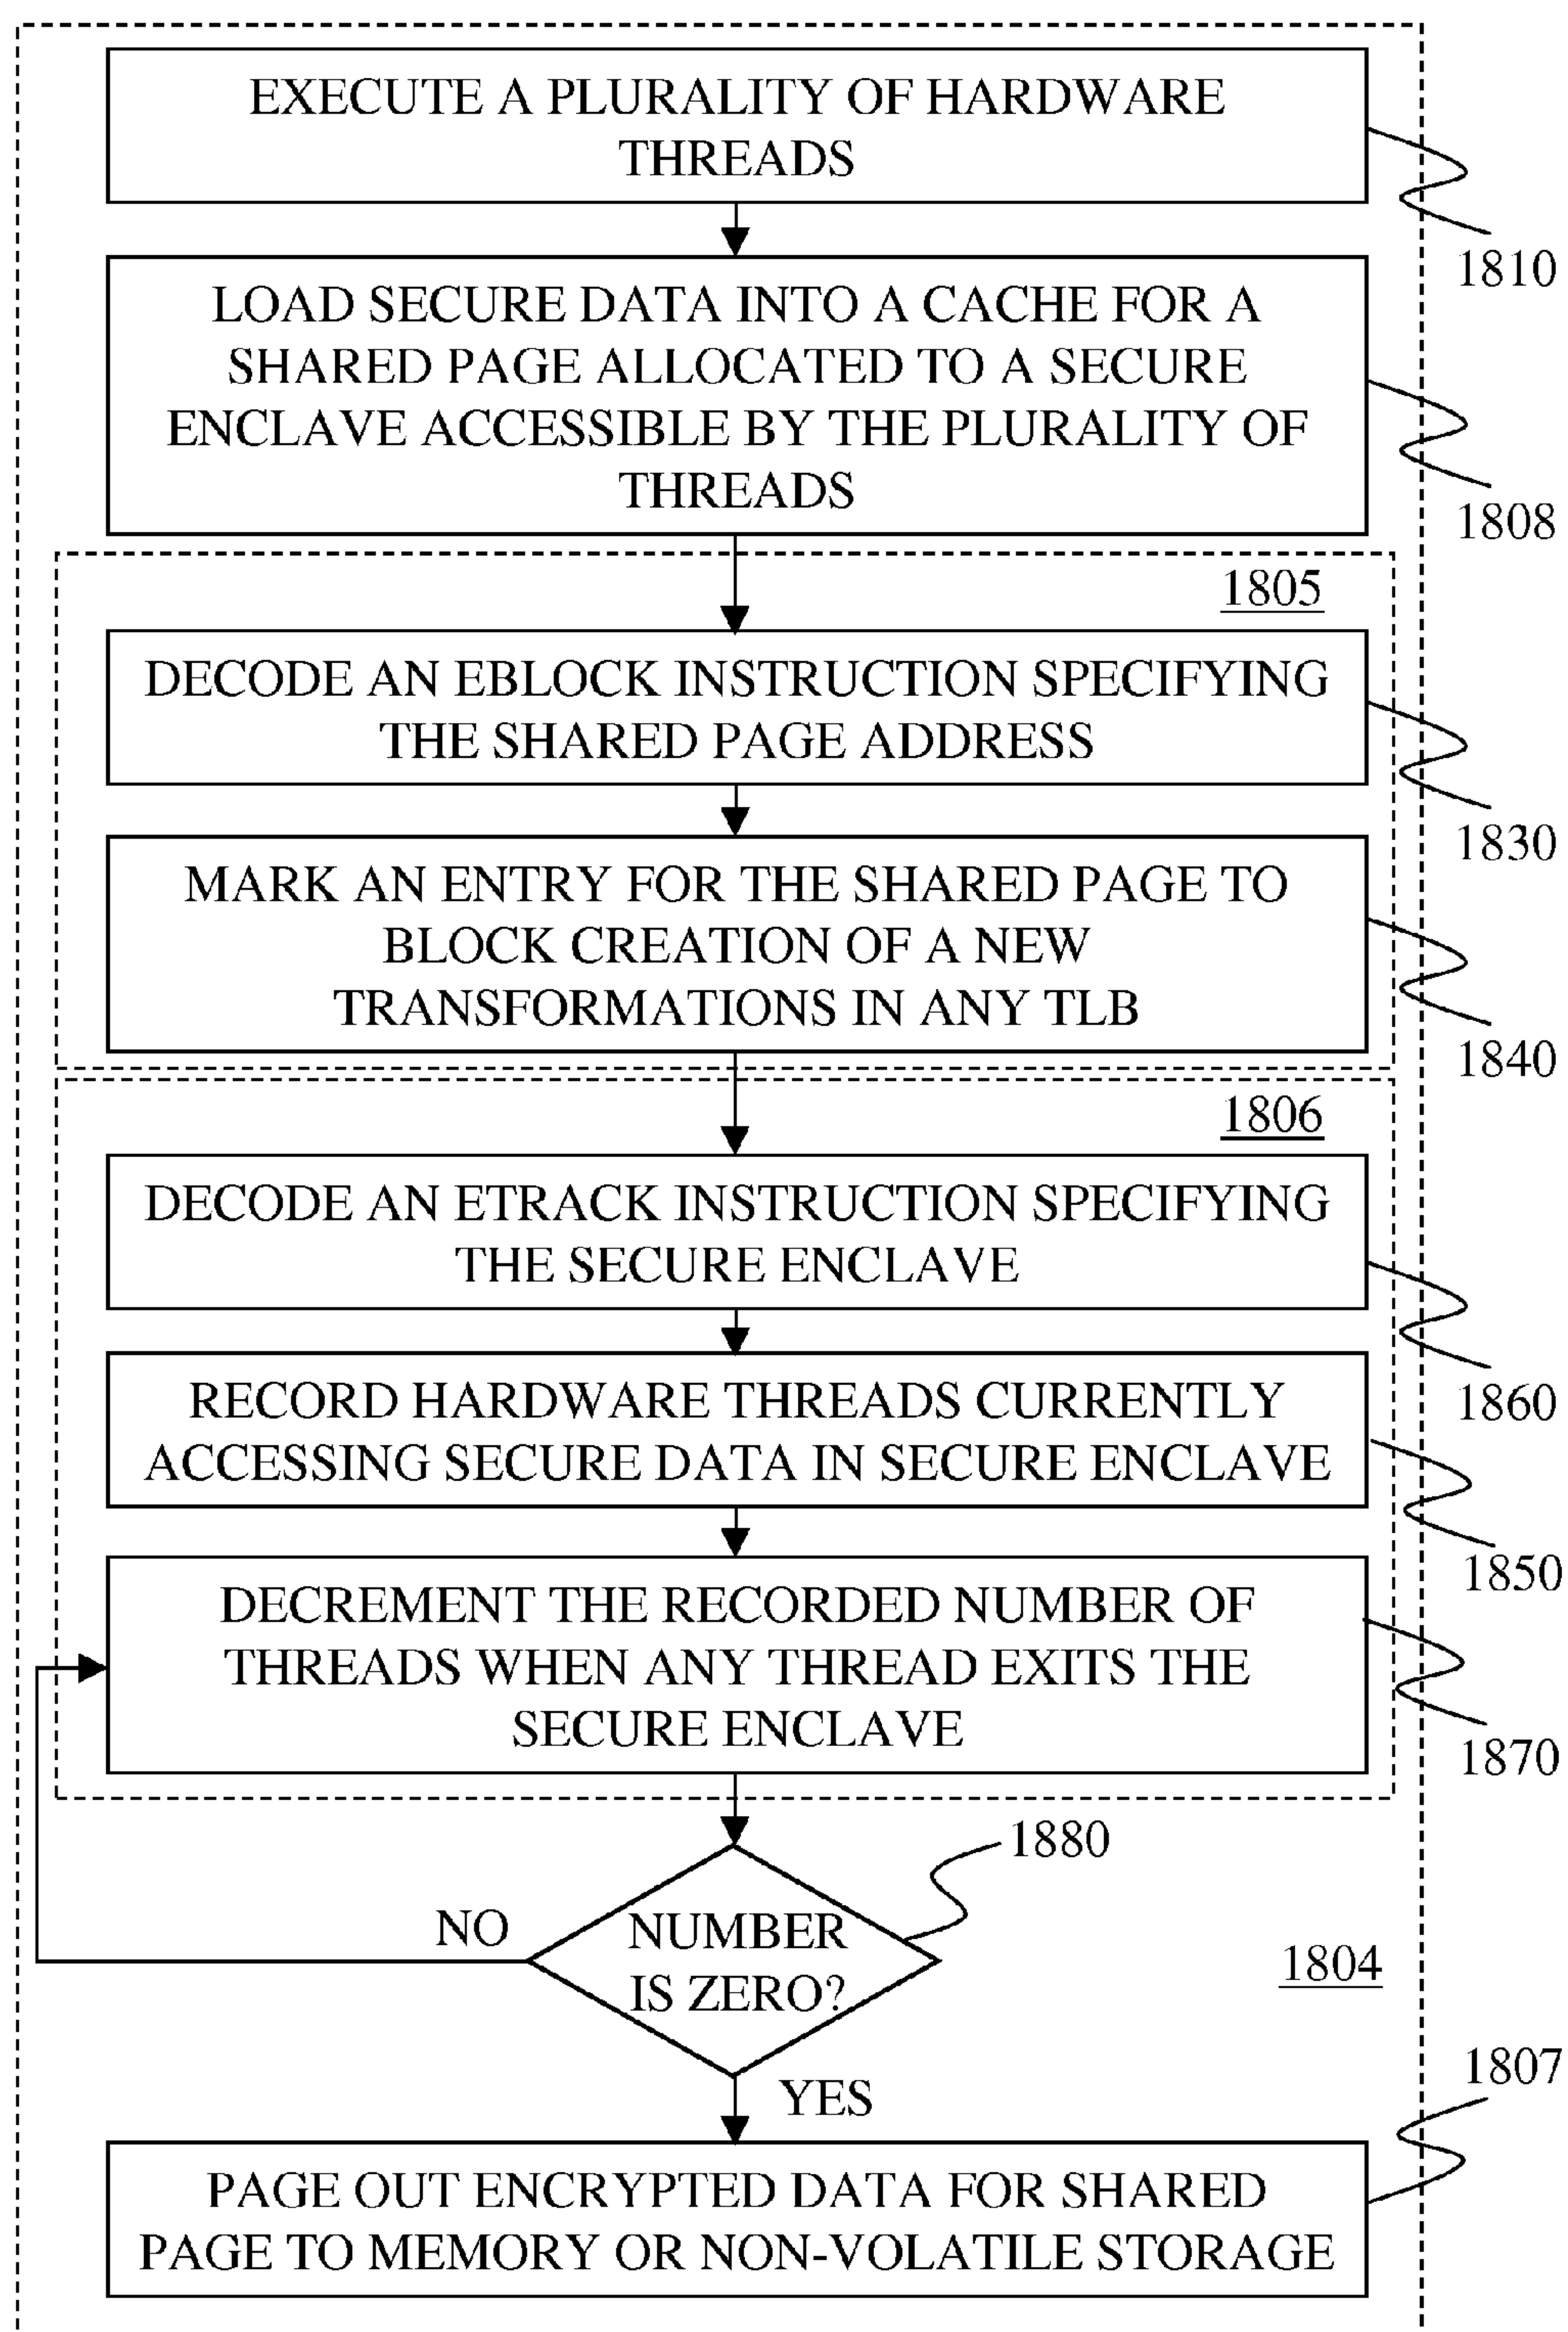 EXECUTE A PLURALITY OF HARDWARE
THREADS
1810
LOAD SECURE DATA INTO A CACHE FOR A
SHARED PAGE ALLOCATED TO A SECURE
ENCLAVE ACCESSIBLE BY THE PLURALITY OF
THREADS
1808
1805
DECODE AN EBLOCK INSTRUCTION SPECIFYING
THE SHARED PAGE ADDRESS
1830
MARK AN ENTRY FOR THE SHARED PAGE TO
BLOCK CREATION OF A NEW
TRANSFORMATIONS IN ANY TLB
1840
1806
DECODE AN ETRACK INSTRUCTION SPECIFYING
THE SECURE ENCLAVE
1860
RECORD HARDWARE THREADS CURRENTLY
ACCESSING SECURE DATA IN SECURE ENCLAVE
1850
DECREMENT THE RECORDED NUMBER OF
THREADS WHEN ANY THREAD EXITS THE
SECURE ENCLAVE
1870
1880
NO
NUMBER
IS ZERO?
1804
YES
1807
PAGE OUT ENCRYPTED DATA FOR SHARED
PAGE TO MEMORY OR NON-VOLATILE STORAGE